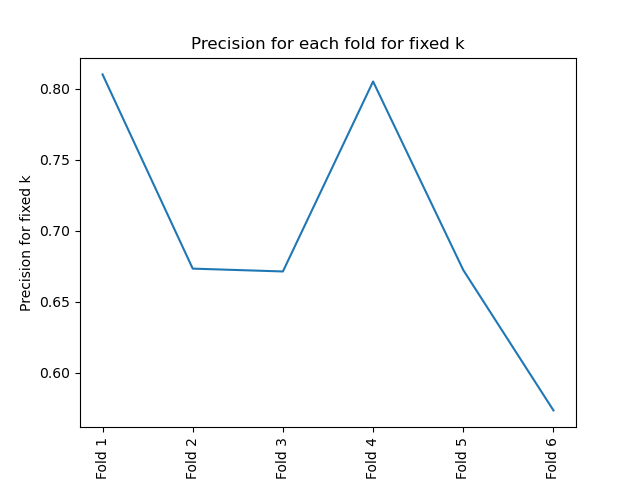 Precision for each fold for fixed k
Precision for fixed k
0.80
0.75
0.70
0.65
0.60
Fold 1
Fold 2
Fold 3
Fold 4
Fold 5
Fold 6